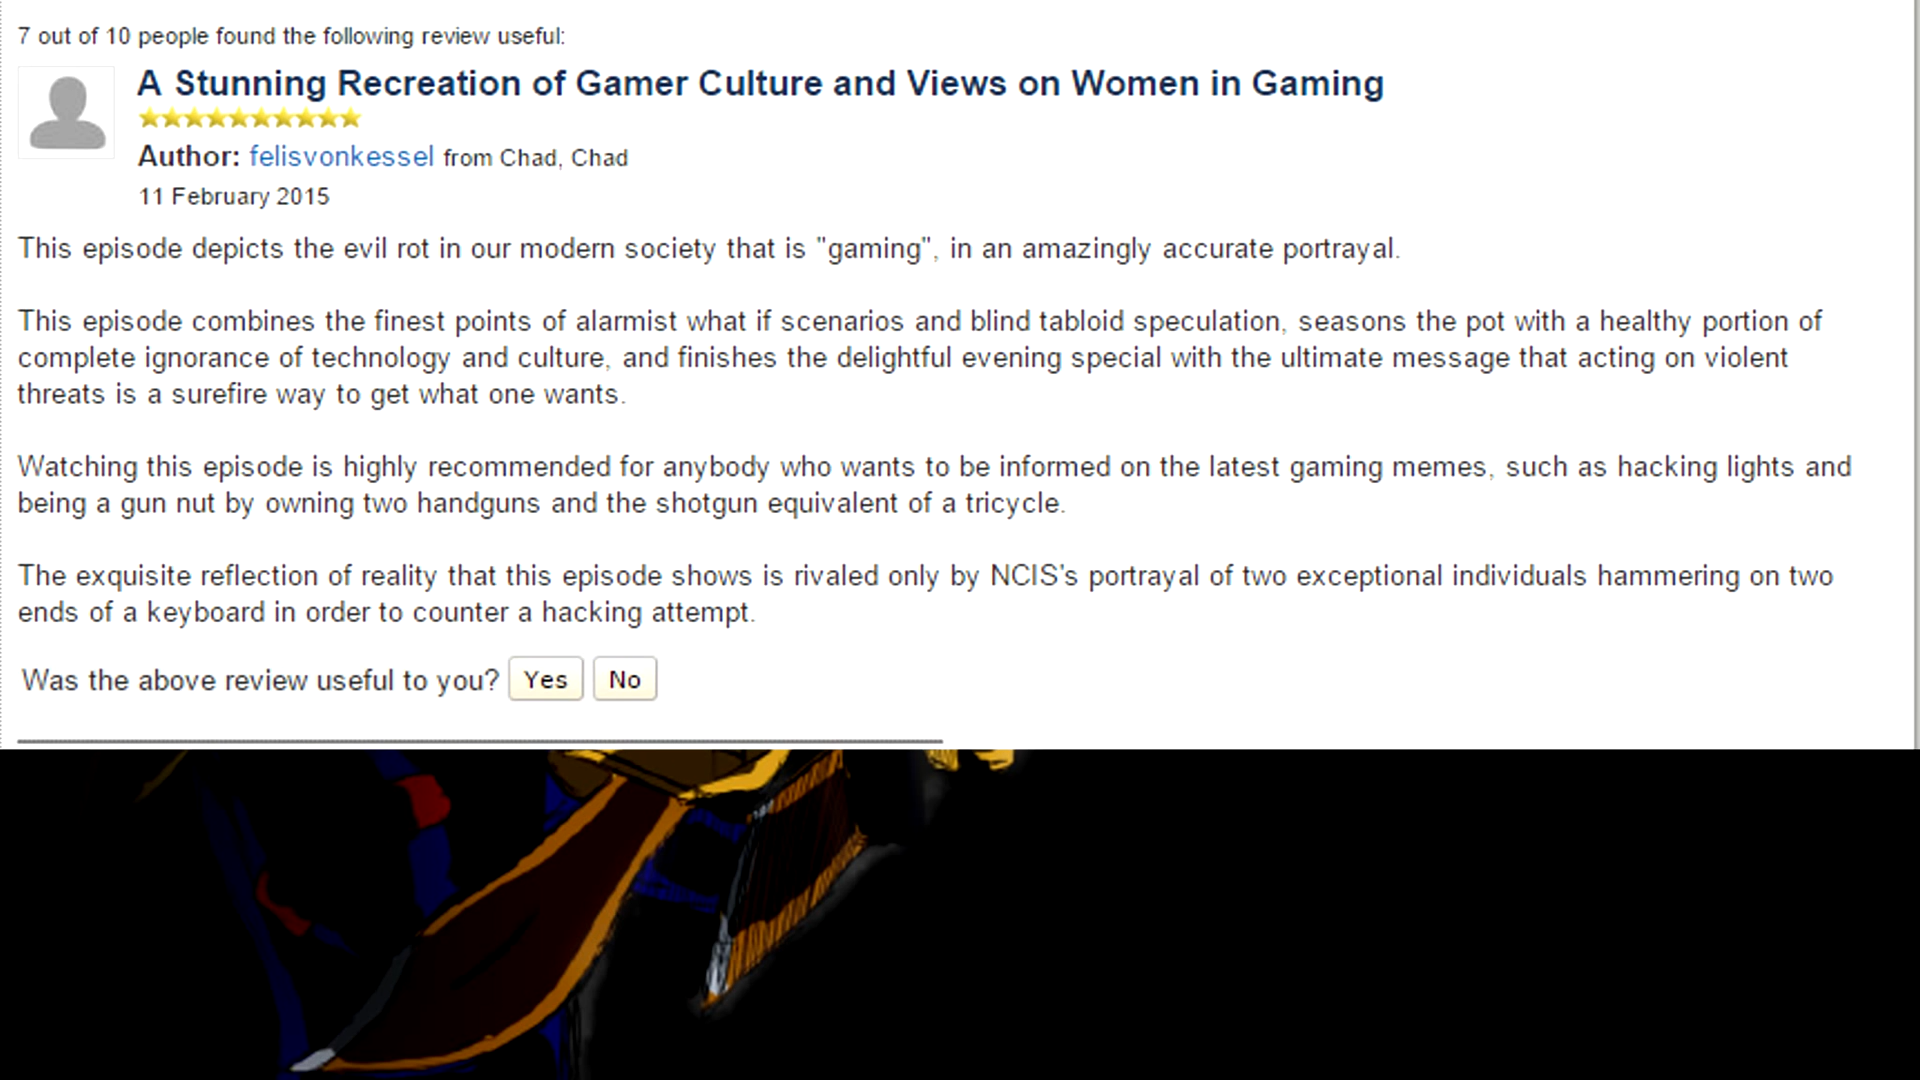 7 out of 10 people found the following review useful:
A Stunning Recreation of Gamer Culture and Views on Women in Gaming
Author: felisvonkessel from Chad, Chad
11 February 2015
This episode depicts the evil rot in our modern society that is "gaming", in an amazingly accurate portrayal.
This episode combines the finest points of alarmist what if scenarios and blind tabloid speculation, seasons the pot with a healthy portion of
complete ignorance of technology and culture, and finishes the delightful evening special with the ultimate message that acting on violent
threats is a surefire way to get what one wants.
Watching this episode is highly recommended for anybody who wants to be informed on the latest gaming memes, such as hacking lights and
being a gun nut by owning two handguns and the shotgun equivalent of a tricycle.
The exquisite reflection of reality that this episode shows is rivaled only by NCIS's portrayal of two exceptional individuals hammering on two
ends of a keyboard in order to counter a hacking attempt.
Was the above review useful to you? Yes No